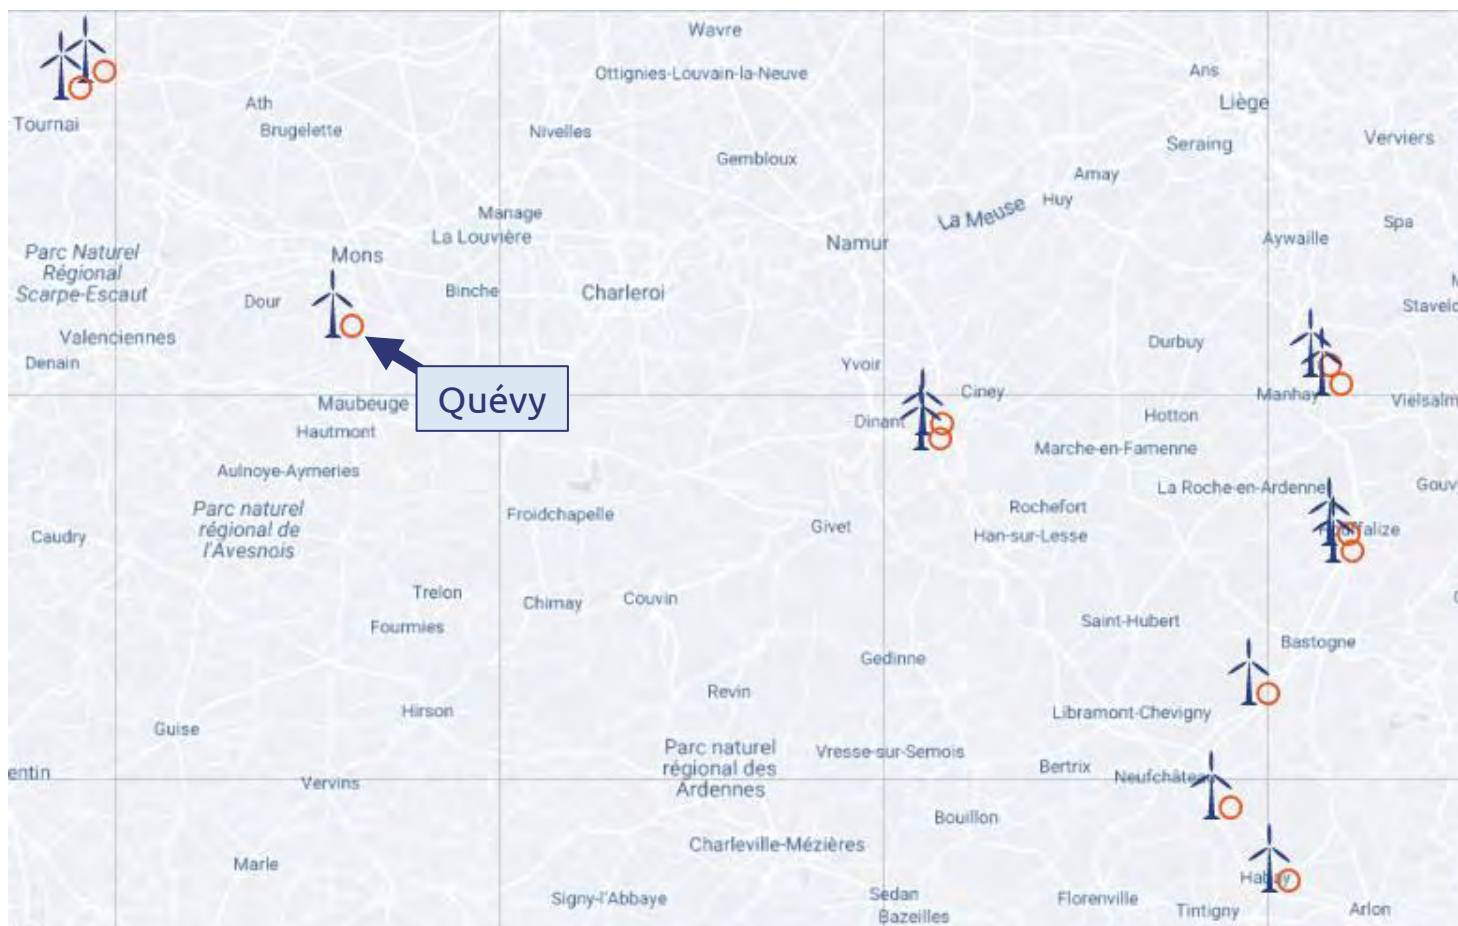 Wavre
Ottignies-Louvain-la-Neuve
Ans
Liège
Ath
Tournai
Brugelette
Nivelles
Seraing
Verviers
Gembloux
Amay
Huy
La Meuse
Manage
Spa
La Louvière
Namur
Aywaille
Parc Naturel
Régional
Scarpe-Escaut
Mons
Binche
Charleroi
Dour
Valenciennes
Durbuy
Denain
Yvoir
Quévy
Ciney
Manhay
Maubeuge
Hotton
Dinant
Hautmont
Marche-en-Famenne
Aulnoye-Aymeries
La Roche-en-Ardenne
Parc naturel
régional de
l'Avesnois
Froidchapelle
Rochefort
Givet
Caudry
Han-sur-Lesse
Trelon
Chimay
Couvin
Fourmies
Saint-Hubert
Bastogne
Gedinne
Revin
Hirson
Libramont-Chevigny
Guise
Parc naturel
régional des
Ardennes
Vresse-sur-Semois
Bertrix
entin
Vervins
Bouillon
Charleville-Mézières
Marle
Signy-l'Abbaye
Sedan
Bazeilles
Florenville
Tintigny
Arlon